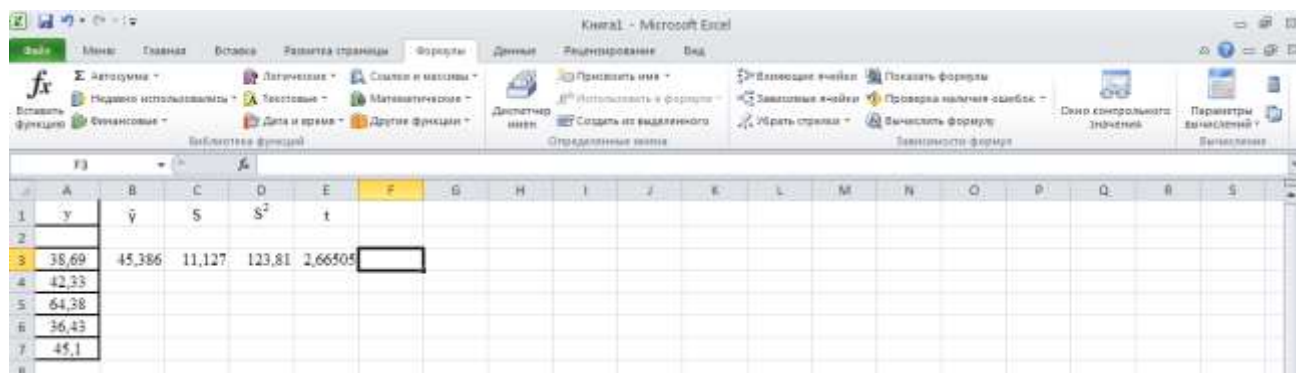 Книга1 - Microsoft Excel
Файл Меню Главная Вставка Разметка страницы Формулы Данные Рецензирование Вид
fx Σ Автосумма Логические Ссылки и массивы Присвоить имя Влияющие ячейки Показать формулы
Вставить функцию Недавно использовались Текстовые Математические Диспетчер имен Использовать в формуле Зависимые ячейки Проверка наличия ошибок Окно контрольного значения Параметры вычислений
Финансовые Дата и время Другие функции Создать из выделенного Убрать стрелки Вычислить формулу
Библиотека функций Определенные имена Зависимости формул Вычисление
F3 fx
A B C D E F G H I J K L M N O P Q R S
1 y ȳ S S² t
2
3 38,69 45,386 11,127 123,81 2,66505
4 42,33
5 64,38
6 36,43
7 45,1
8